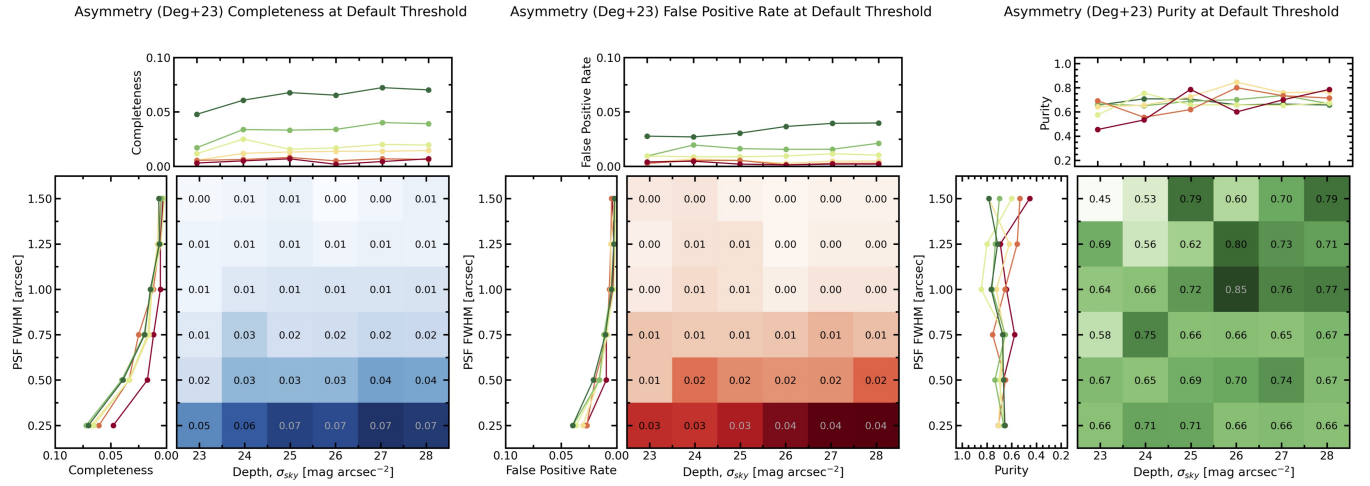 Asymmetry (Deg+23) Completeness at Default Threshold
Completeness
0.10
0.05
0.00
PSF FWHM [arcsec]
1.50
1.25
1.00
0.75
0.50
0.25
0.10 0.05 0.00
Completeness
0.00 0.01 0.01 0.00 0.00 0.01
0.01 0.01 0.01 0.01 0.01 0.01
0.01 0.01 0.01 0.01 0.01 0.01
0.01 0.03 0.02 0.02 0.02 0.02
0.02 0.03 0.03 0.03 0.04 0.04
0.05 0.06 0.07 0.07 0.07 0.07
23 24 25 26 27 28
Depth, σsky [mag arcsec−2]
Asymmetry (Deg+23) False Positive Rate at Default Threshold
False Positive Rate
0.10
0.05
0.00
PSF FWHM [arcsec]
1.50
1.25
1.00
0.75
0.50
0.25
0.10 0.05 0.00
False Positive Rate
0.00 0.00 0.00 0.00 0.00 0.00
0.00 0.01 0.01 0.00 0.00 0.00
0.00 0.01 0.01 0.00 0.00 0.00
0.01 0.01 0.01 0.01 0.01 0.01
0.01 0.02 0.02 0.02 0.02 0.02
0.03 0.03 0.03 0.04 0.04 0.04
23 24 25 26 27 28
Depth, σsky [mag arcsec−2]
Asymmetry (Deg+23) Purity at Default Threshold
Purity
1.0
0.8
0.6
0.4
0.2
PSF FWHM [arcsec]
1.50
1.25
1.00
0.75
0.50
0.25
1.0 0.8 0.6 0.4 0.2
Purity
0.45 0.53 0.79 0.60 0.70 0.79
0.69 0.56 0.62 0.80 0.73 0.71
0.64 0.66 0.72 0.85 0.76 0.77
0.58 0.75 0.66 0.66 0.65 0.67
0.67 0.65 0.69 0.70 0.74 0.67
0.66 0.71 0.71 0.66 0.66 0.66
23 24 25 26 27 28
Depth, σsky [mag arcsec−2]